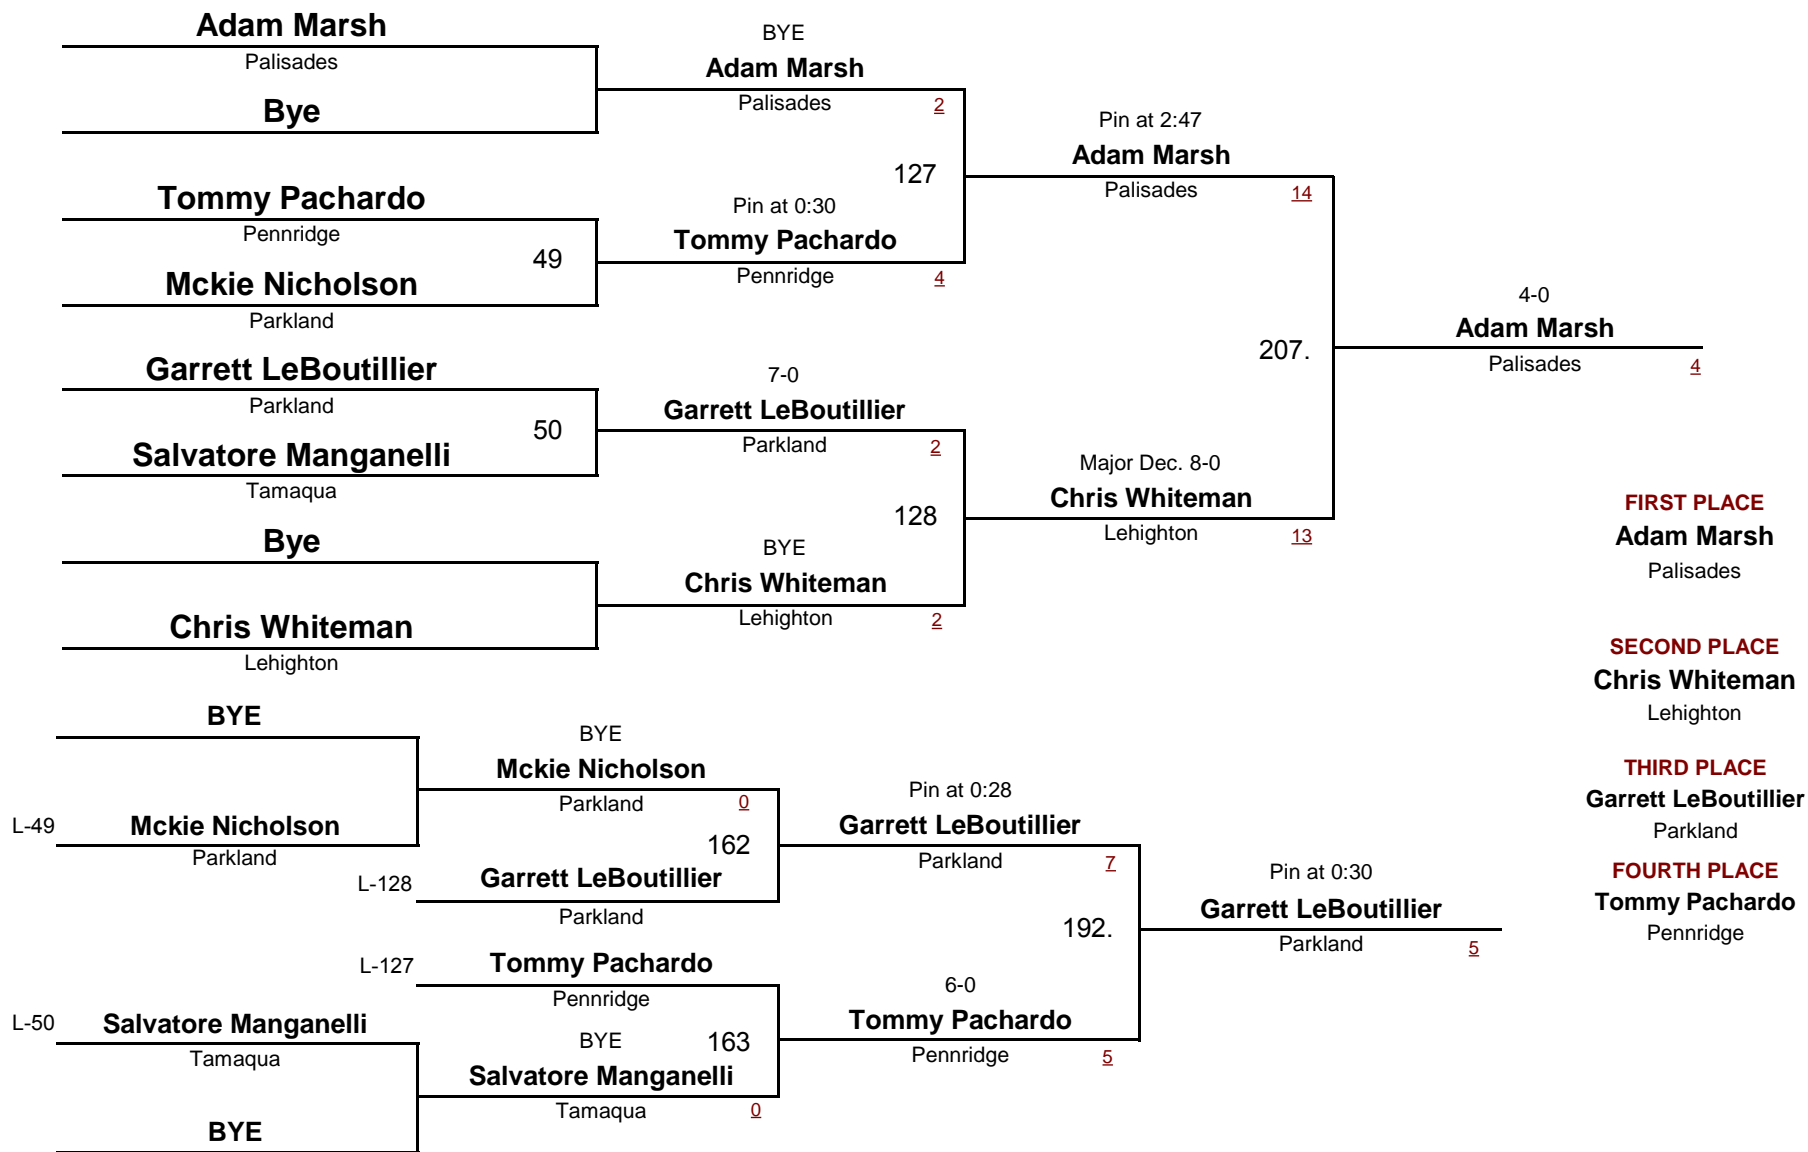 Adam Marsh
Palisades
Bye
BYE
Adam Marsh
Palisades
2
127
Tommy Pachardo
Pennridge
49
Mckie Nicholson
Parkland
Pin at 0:30
Tommy Pachardo
Pennridge
4
Pin at 2:47
Adam Marsh
Palisades
14
Garrett LeBoutillier
Parkland
50
Salvatore Manganelli
Tamaqua
7-0
Garrett LeBoutillier
Parkland
2
128
Bye
Chris Whiteman
Lehighton
BYE
Chris Whiteman
Lehighton
2
Major Dec. 8-0
Chris Whiteman
Lehighton
13
207.
4-0
Adam Marsh
Palisades
4
FIRST PLACE
Adam Marsh
Palisades
SECOND PLACE
Chris Whiteman
Lehighton
THIRD PLACE
Garrett LeBoutillier
Parkland
FOURTH PLACE
Tommy Pachardo
Pennridge
BYE
L-49
Mckie Nicholson
Parkland
BYE
Mckie Nicholson
Parkland
0
162
L-128
Garrett LeBoutillier
Parkland
Pin at 0:28
Garrett LeBoutillier
Parkland
7
L-127
Tommy Pachardo
Pennridge
L-50
Salvatore Manganelli
Tamaqua
BYE
BYE
163
Salvatore Manganelli
Tamaqua
0
6-0
Tommy Pachardo
Pennridge
5
192.
Pin at 0:30
Garrett LeBoutillier
Parkland
5